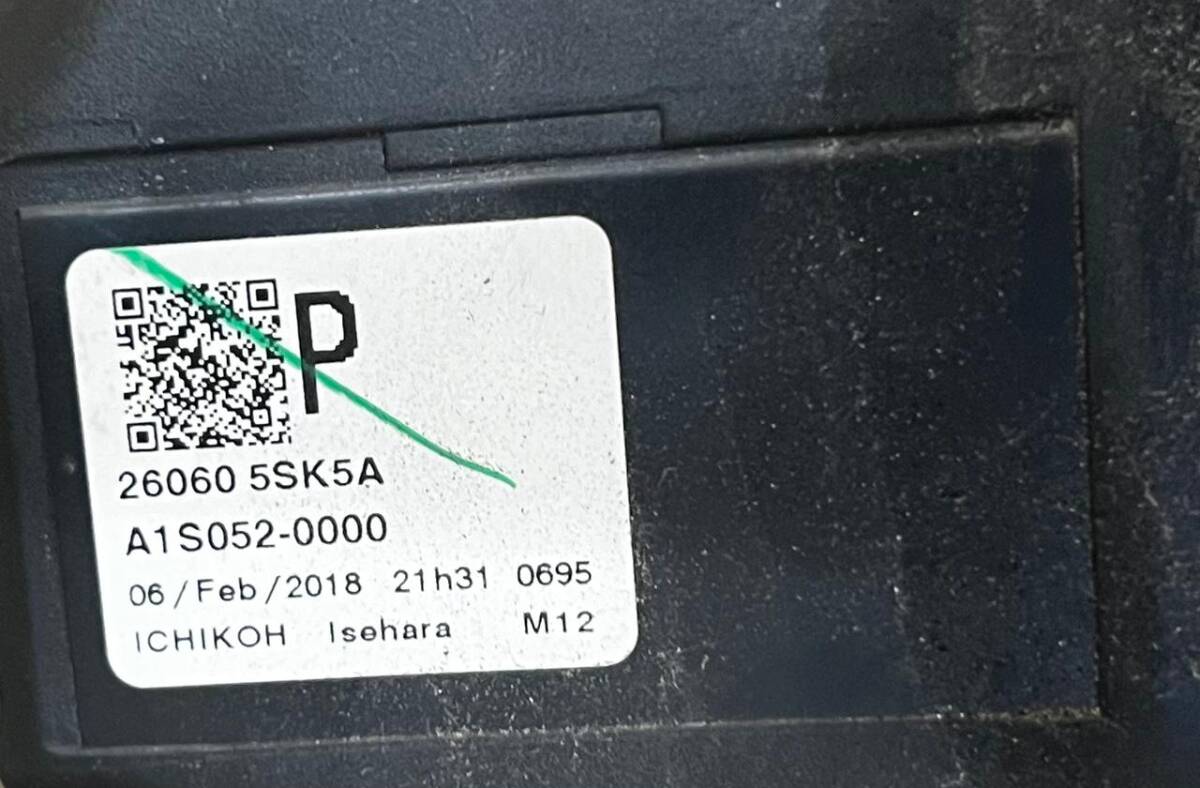 P
26060 5SK5A
A1S052-0000
06/Feb/2018 21h31 0695
ICHIKOH Isehara M12